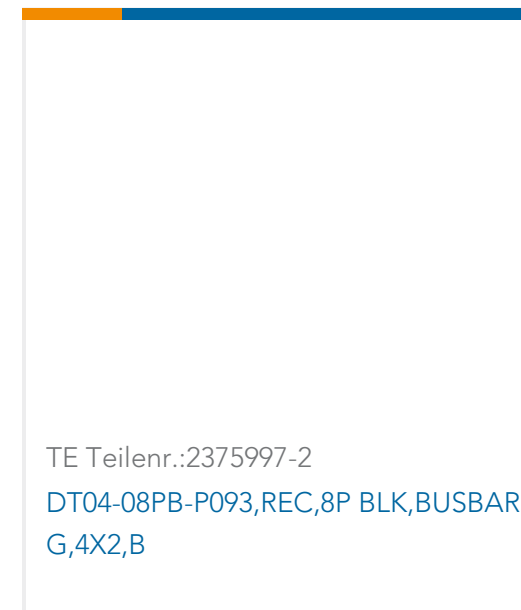 TE Teilenr.:2375997-2
DT04-08PB-P093,REC,8P BLK,BUSBAR
G,4X2,B